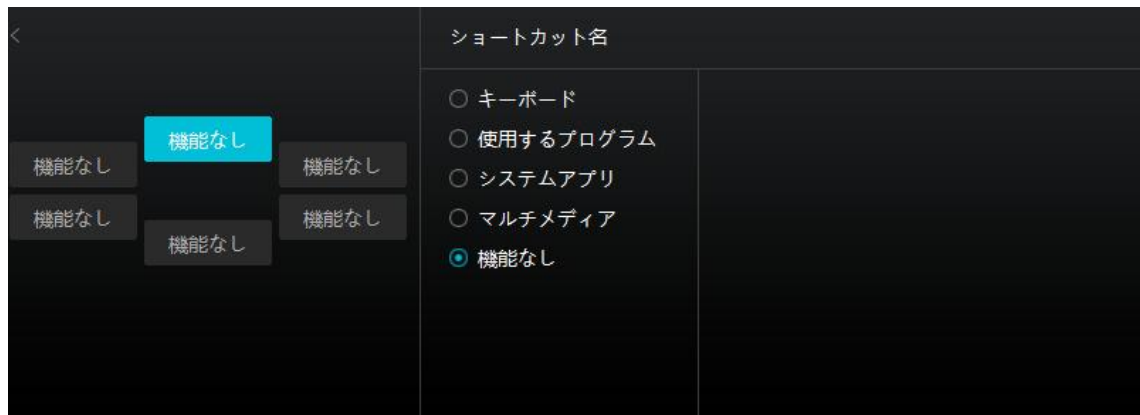 <
ショートカット名
機能なし
機能なし
機能なし
機能なし
機能なし
機能なし
キーボード
使用するプログラム
システムアプリ
マルチメディア
機能なし